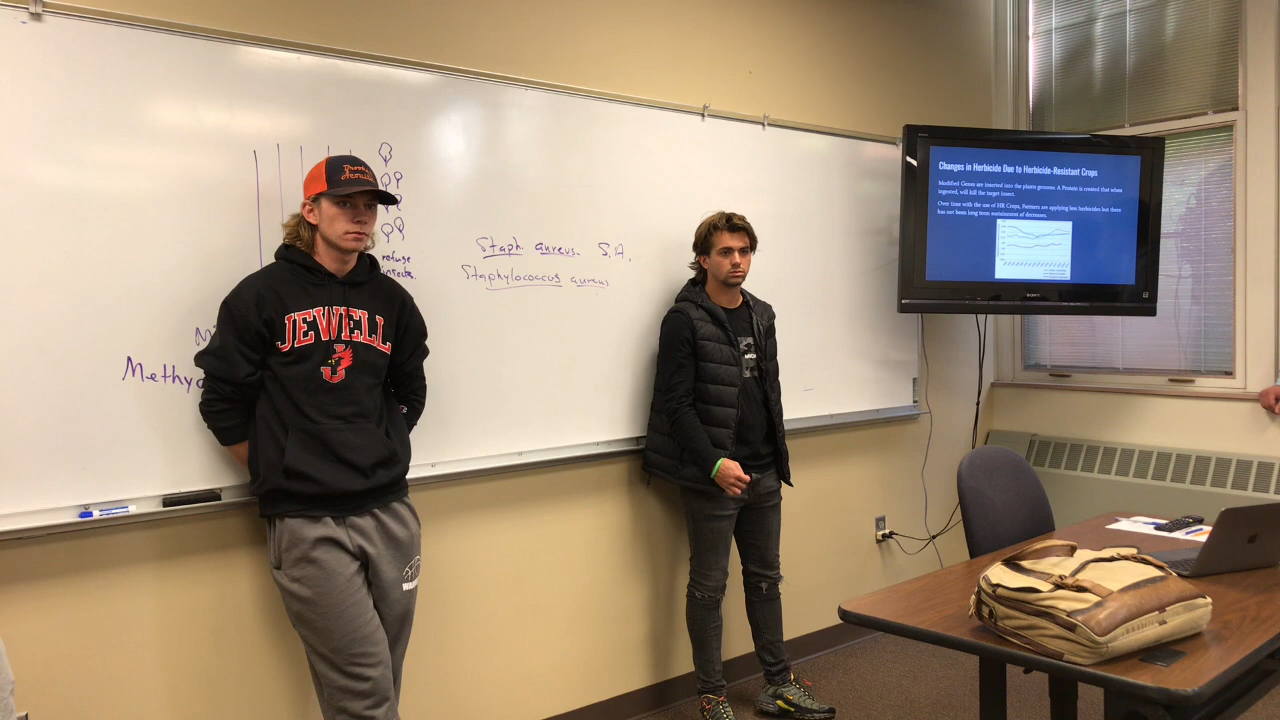 refuge
insects.
Methyo
Staph. aureus. S.A.
Staphylococcus aureus
JEWELL
J
Changes in Herbicide Due to Herbicide-Resistant Crops
Modified Genes are inserted into the plants genome. A Protein is created that when
ingested, will kill the target insect.
Over time with the use of HR Crops, Farmers are applying less herbicides but there
has not been long term sustainment of decreases.
SONY